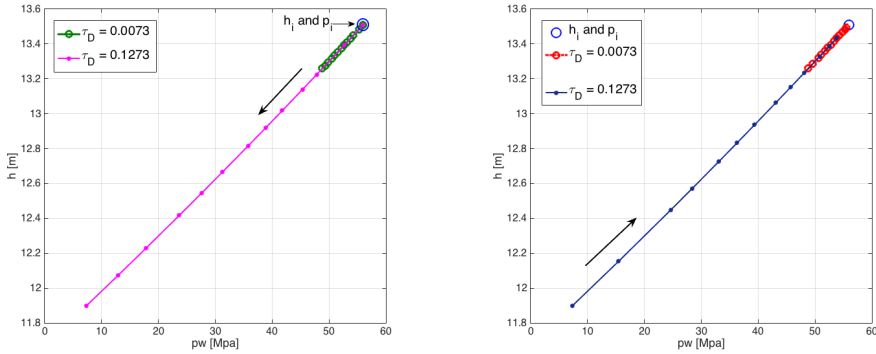 13.6
13.4
13.2
13
12.8
12.6
12.4
12.2
12
11.8
h [m]
0 10 20 30 40 50 60
pw [Mpa]
τD = 0.0073
τD = 0.1273
hi and pi
13.6
13.4
13.2
13
12.8
12.6
12.4
12.2
12
11.8
h [m]
0 10 20 30 40 50 60
pw [Mpa]
hi and pi
τD = 0.0073
τD = 0.1273